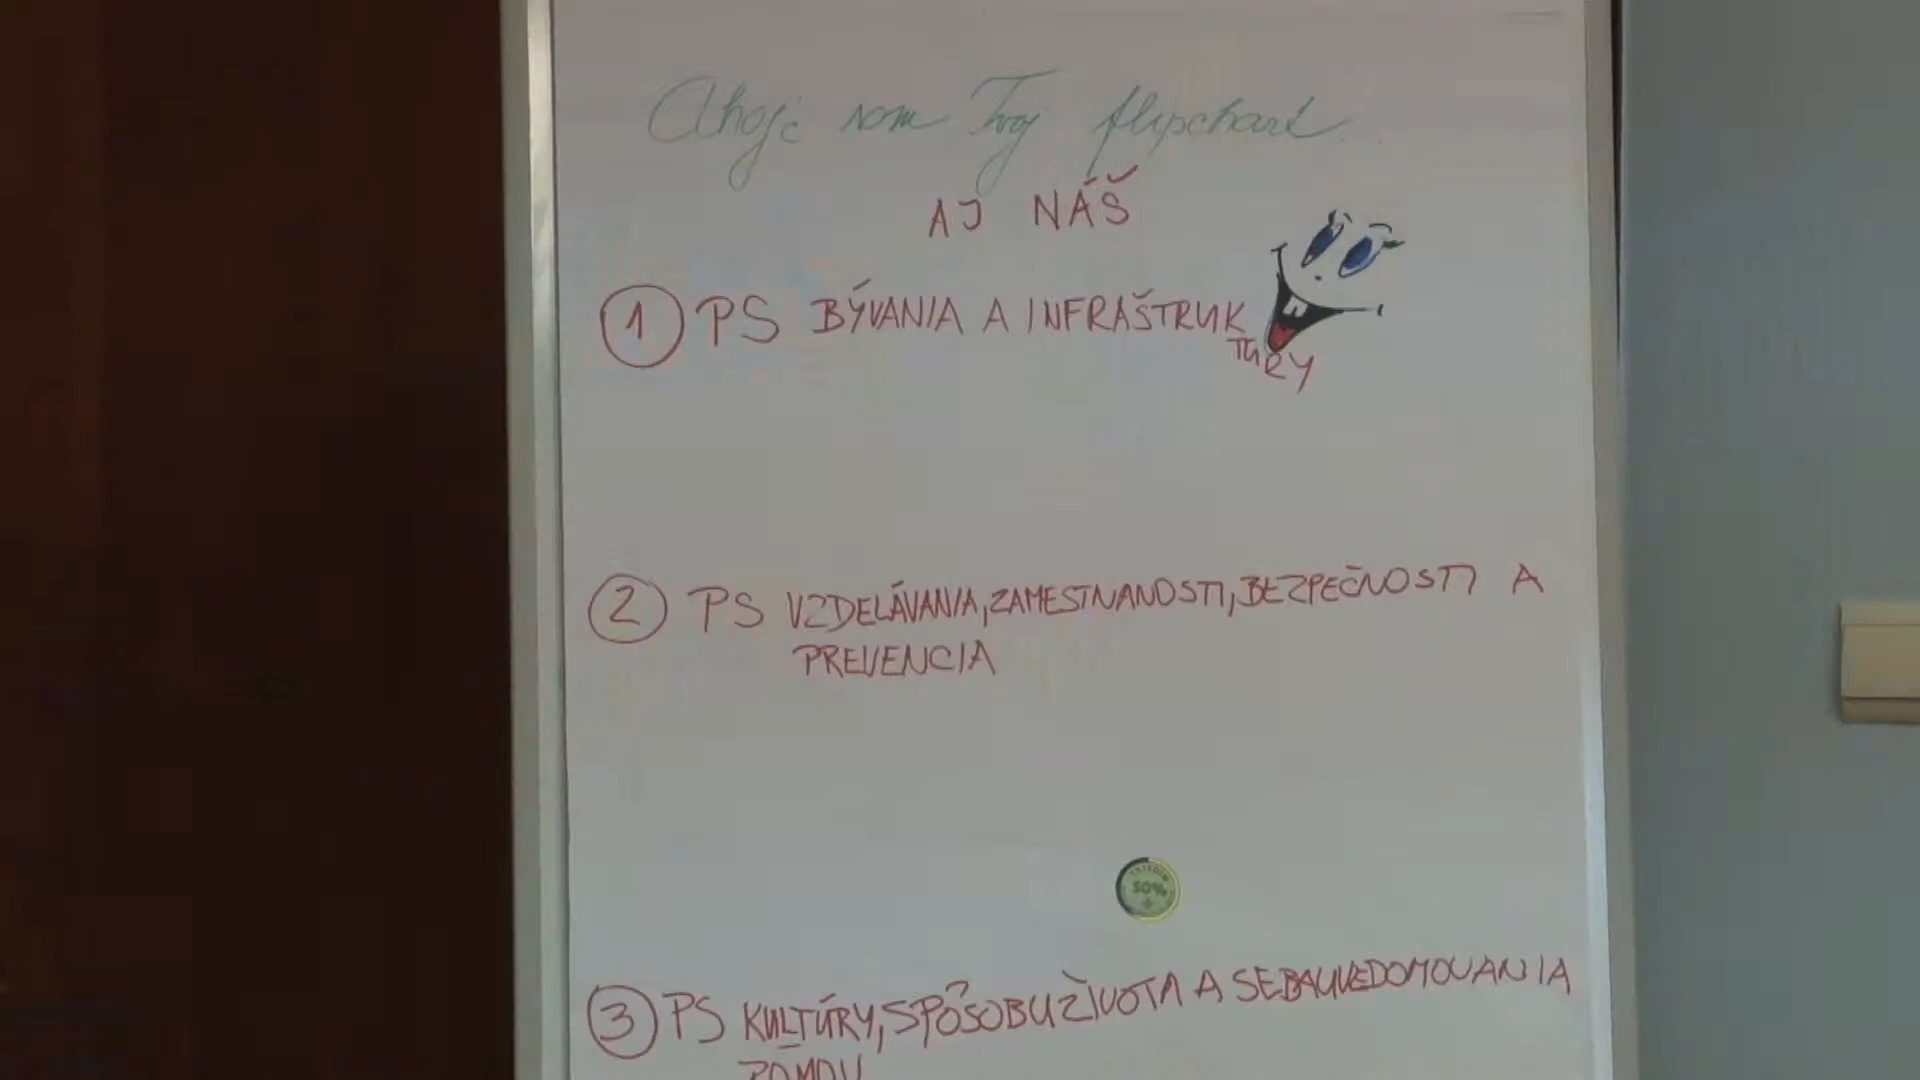 Ahoj: som Tvoj flipchart.
AJ NÁŠ
1 PS BÝVANIA A INFRAŠTRUK
TÚRY
2 PS VZDELÁVANIA, ZAMESTNANOSTI, BEZPEČNOSTI A
PREVENCIA
50%
3 PS KULTÚRY, SPÔSOBU ŽIVOTA A SEBAUVEDOMOVANIA